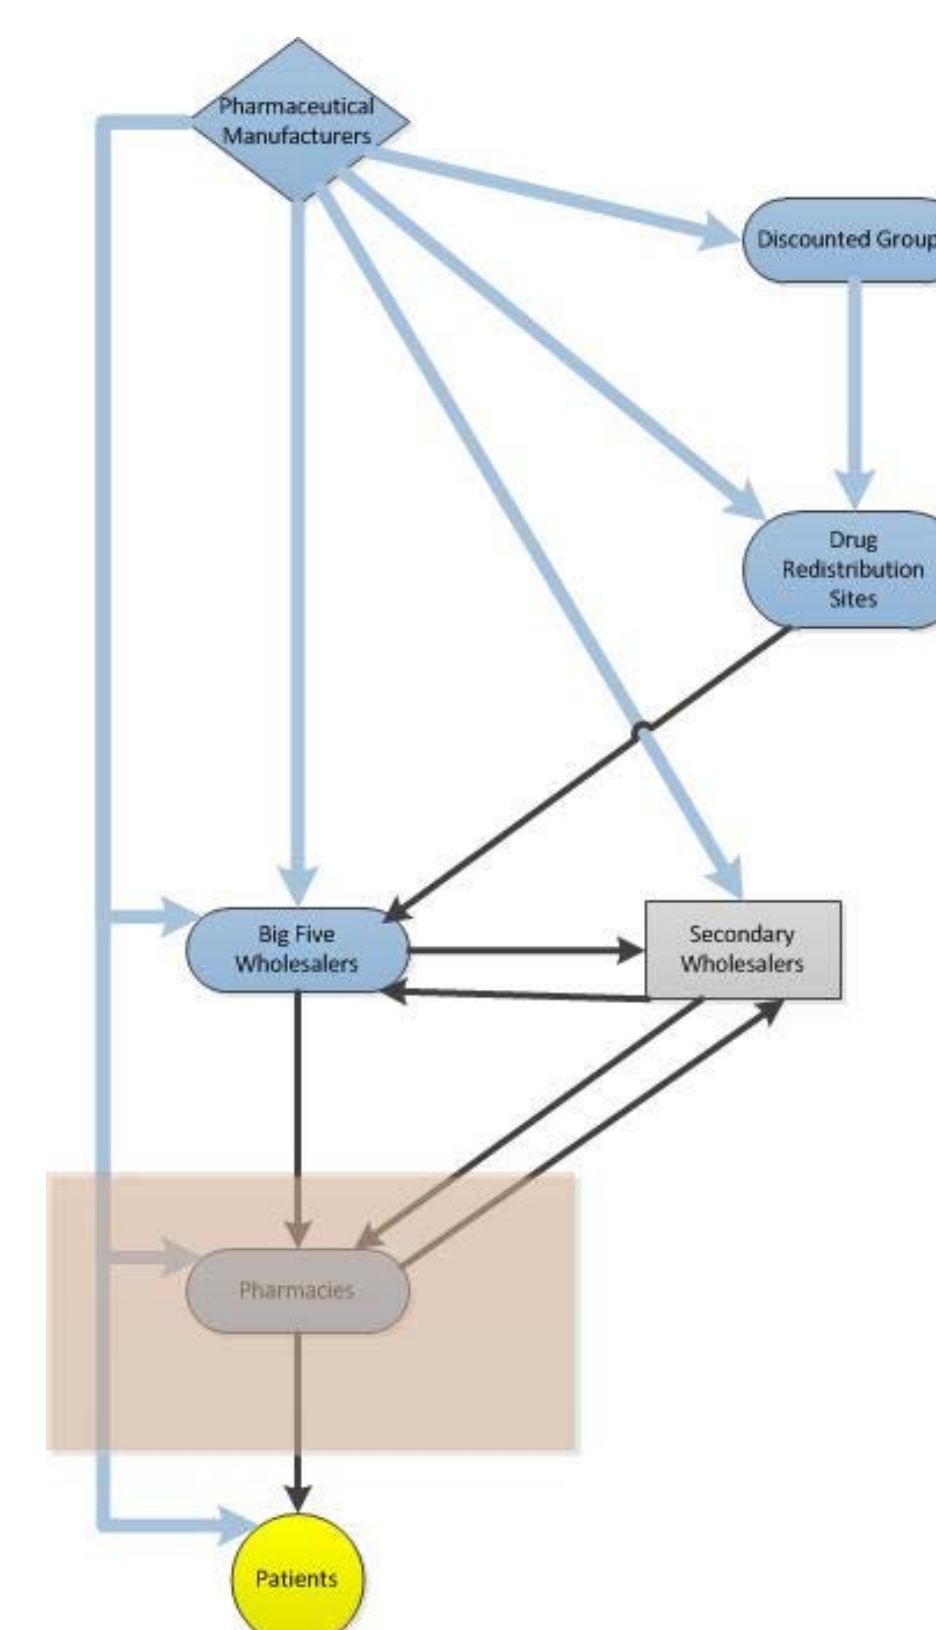 Pharmaceutical
Manufacturers
Discounted Group
Drug
Redistribution
Sites
Big Five
Wholesalers
Secondary
Wholesalers
Pharmacies
Patients